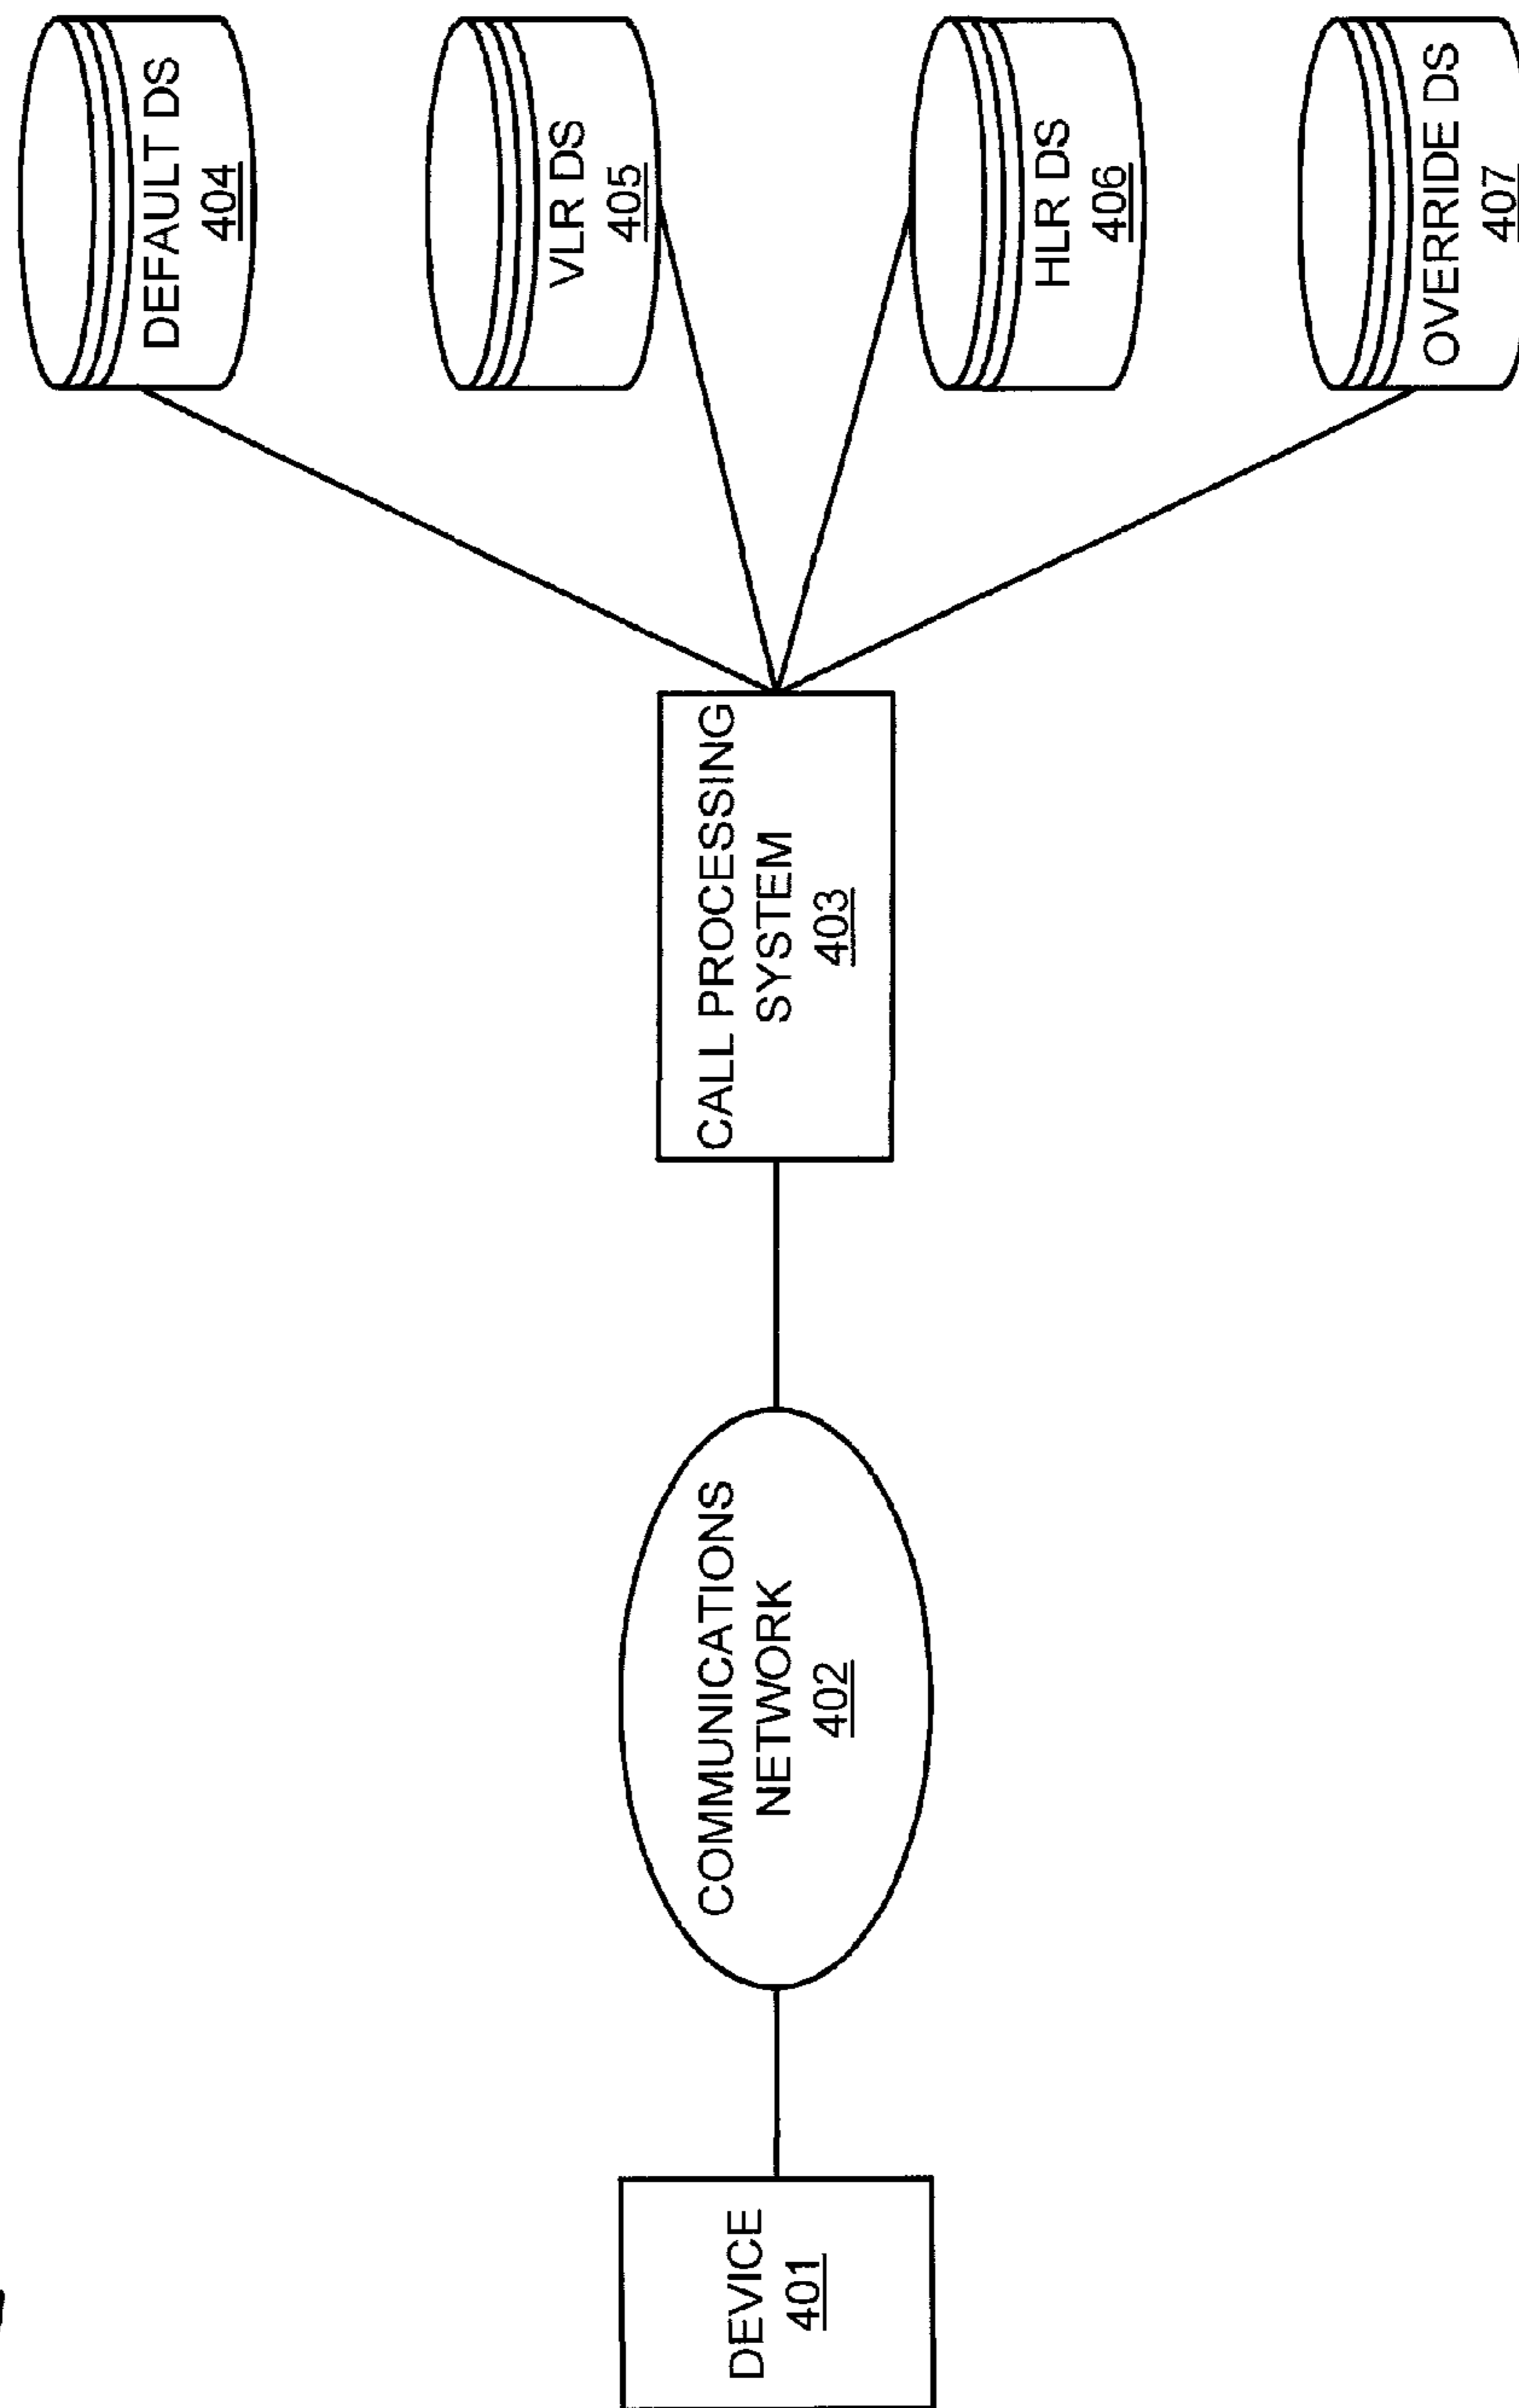 DEVICE
401
COMMUNICATIONS
NETWORK
402
CALL PROCESSING
SYSTEM
403
DEFAULT DS
404
VLR DS
405
HLR DS
406
OVERRIDE DS
407